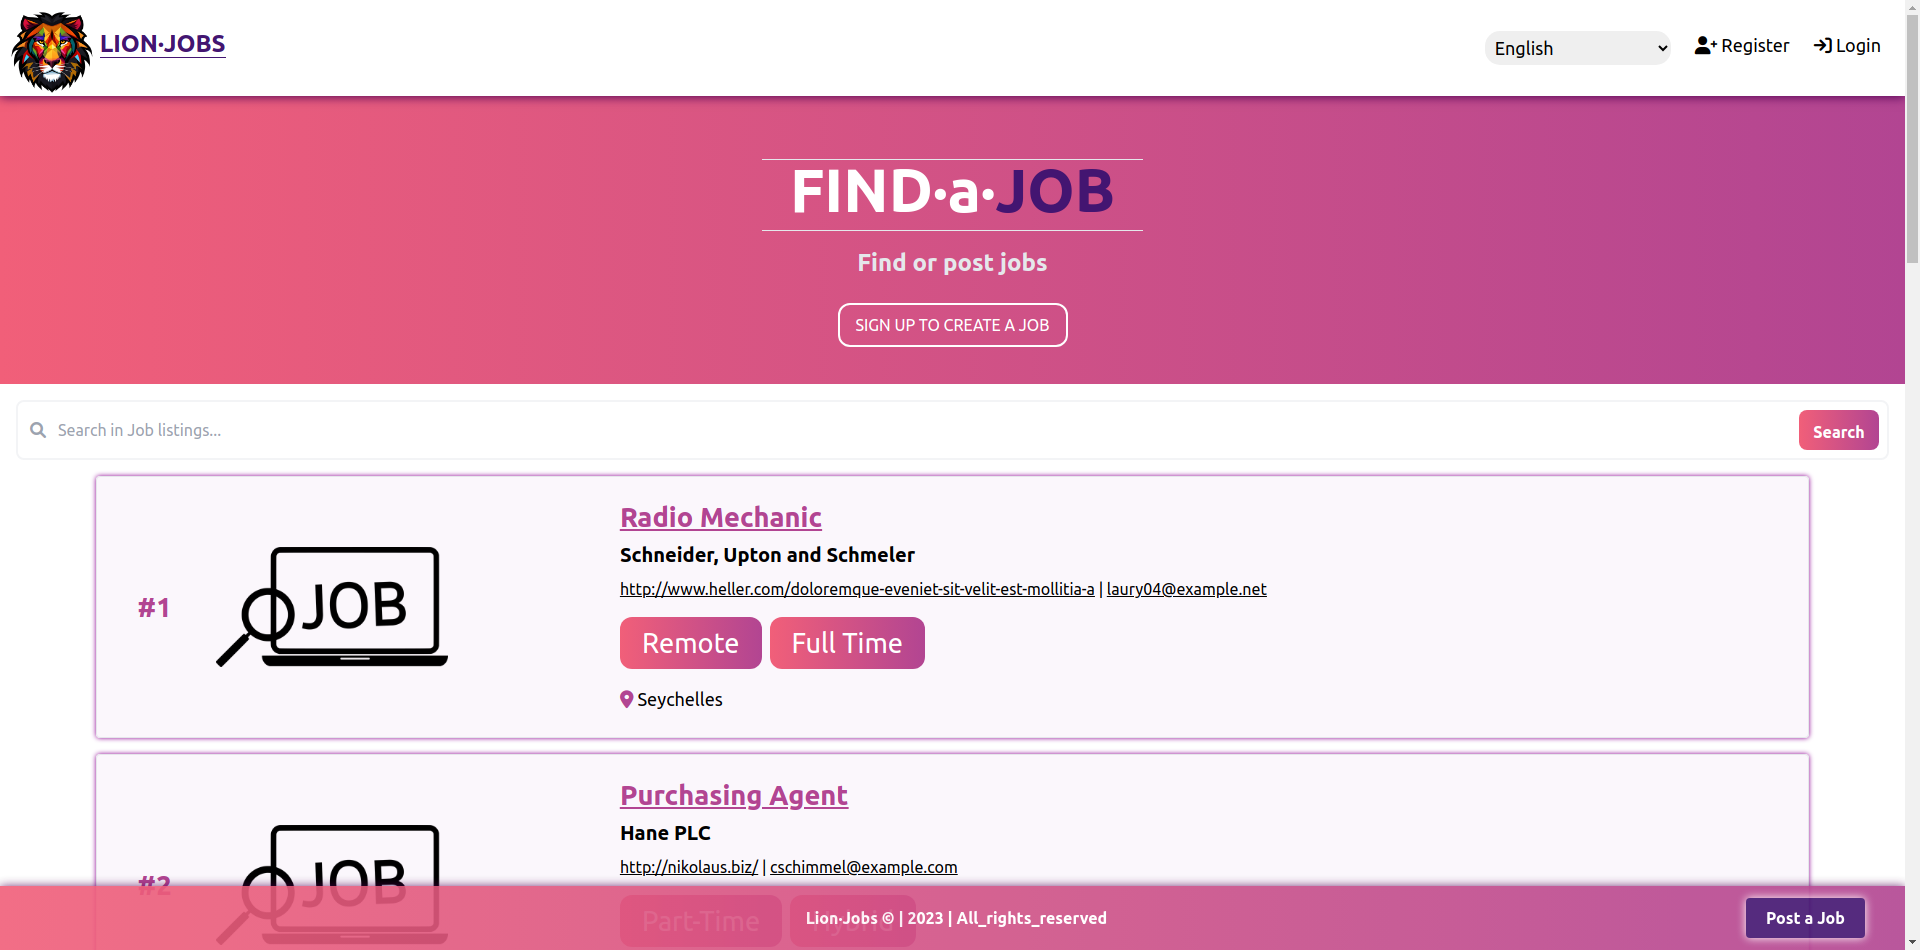 LION·JOBS
English
Register
Login
FIND·a·JOB
Find or post jobs
SIGN UP TO CREATE A JOB
Search in Job listings...
Search
#1
JOB
Radio Mechanic
Schneider, Upton and Schmeler
http://www.heller.com/doloremque-eveniet-sit-velit-est-mollitia-a | laury04@example.net
Remote
Full Time
Seychelles
#2
JOB
Purchasing Agent
Hane PLC
http://nikolaus.biz/ | cschimmel@example.com
Part-Time
Hybrid
Lion·Jobs © | 2023 | All_rights_reserved
Post a Job